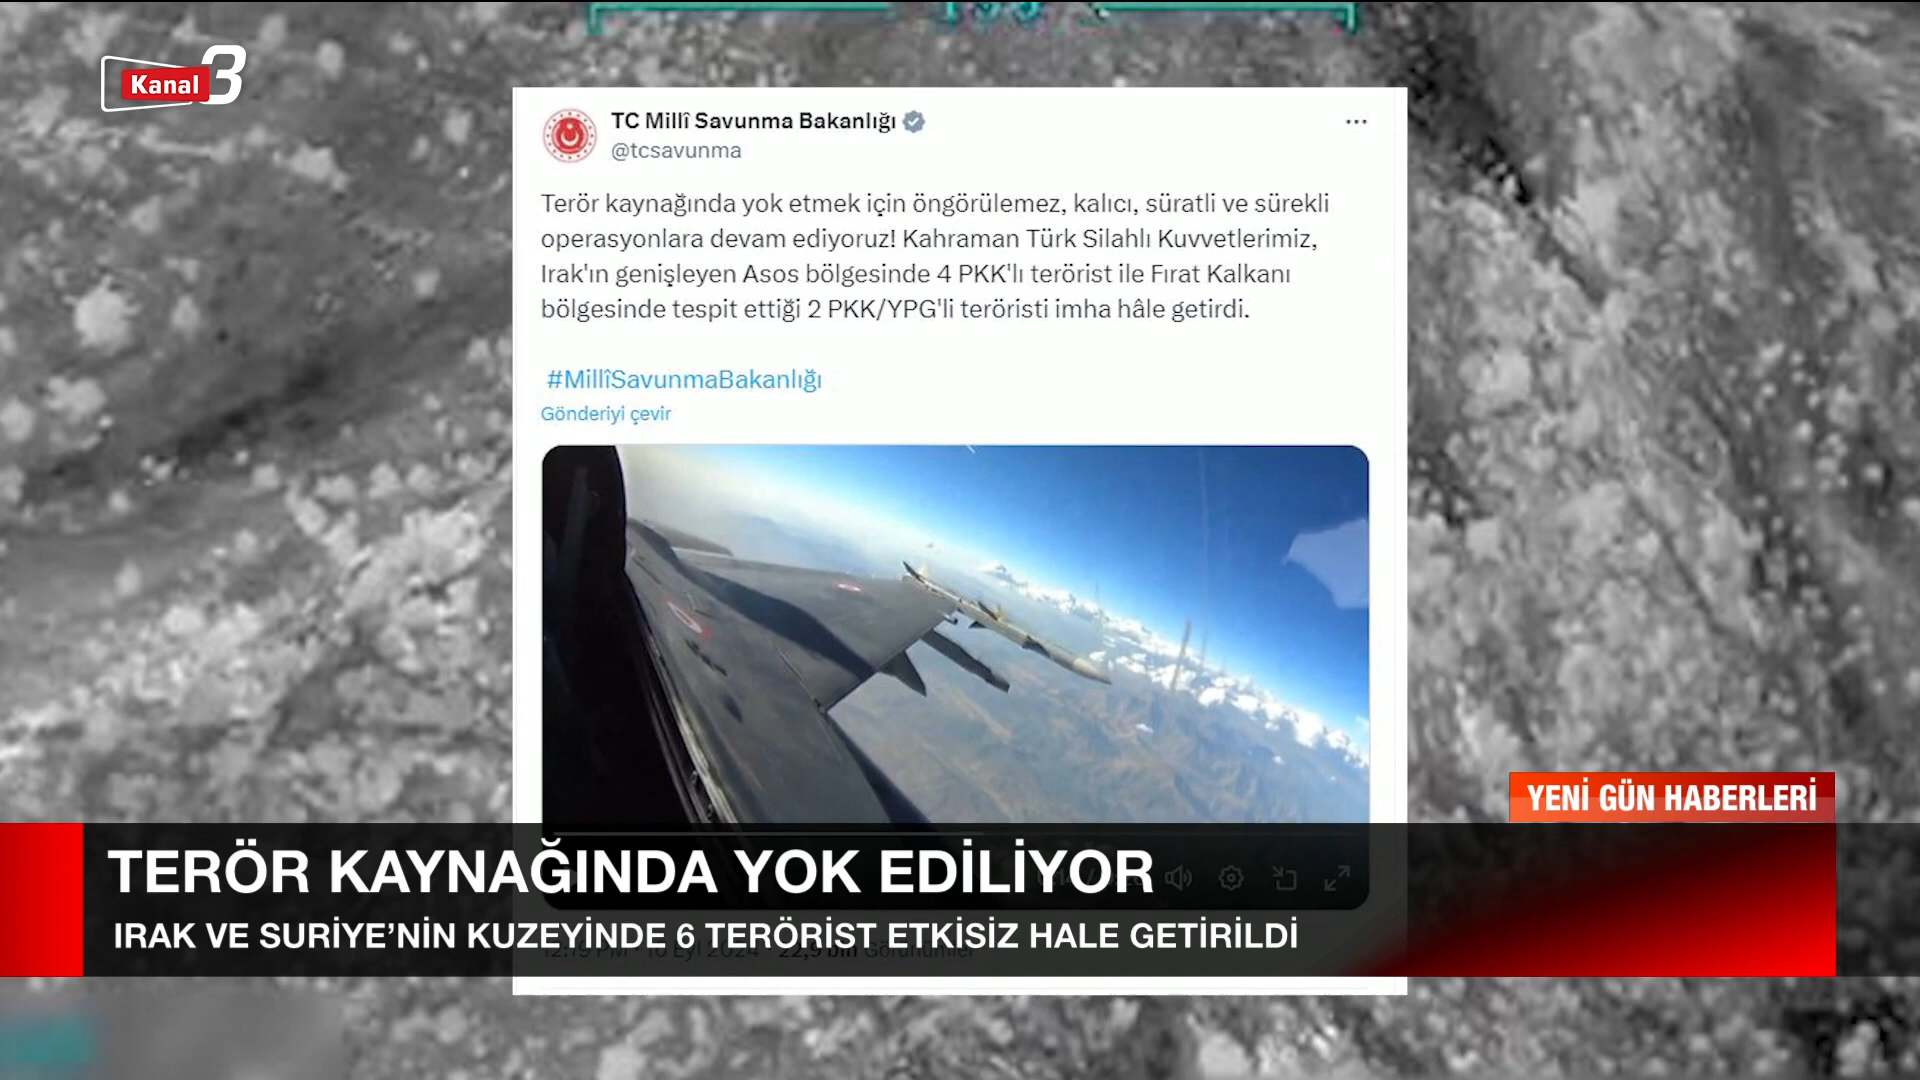 Kanal 3
TC Millî Savunma Bakanlığı
@tcsavunma
Terör kaynağında yok etmek için öngörülemez, kalıcı, süratli ve sürekli
operasyonlara devam ediyoruz! Kahraman Türk Silahlı Kuvvetlerimiz,
Irak'ın genişleyen Asos bölgesinde 4 PKK'lı terörist ile Fırat Kalkanı
bölgesinde tespit ettiği 2 PKK/YPG'li teröristi imha hâle getirdi.
#MillîSavunmaBakanlığı
Gönderiyi çevir
YENİ GÜN HABERLERİ
TERÖR KAYNAĞINDA YOK EDİLİYOR
IRAK VE SURİYE’NİN KUZEYİNDE 6 TERÖRİST ETKİSİZ HALE GETİRİLDİ